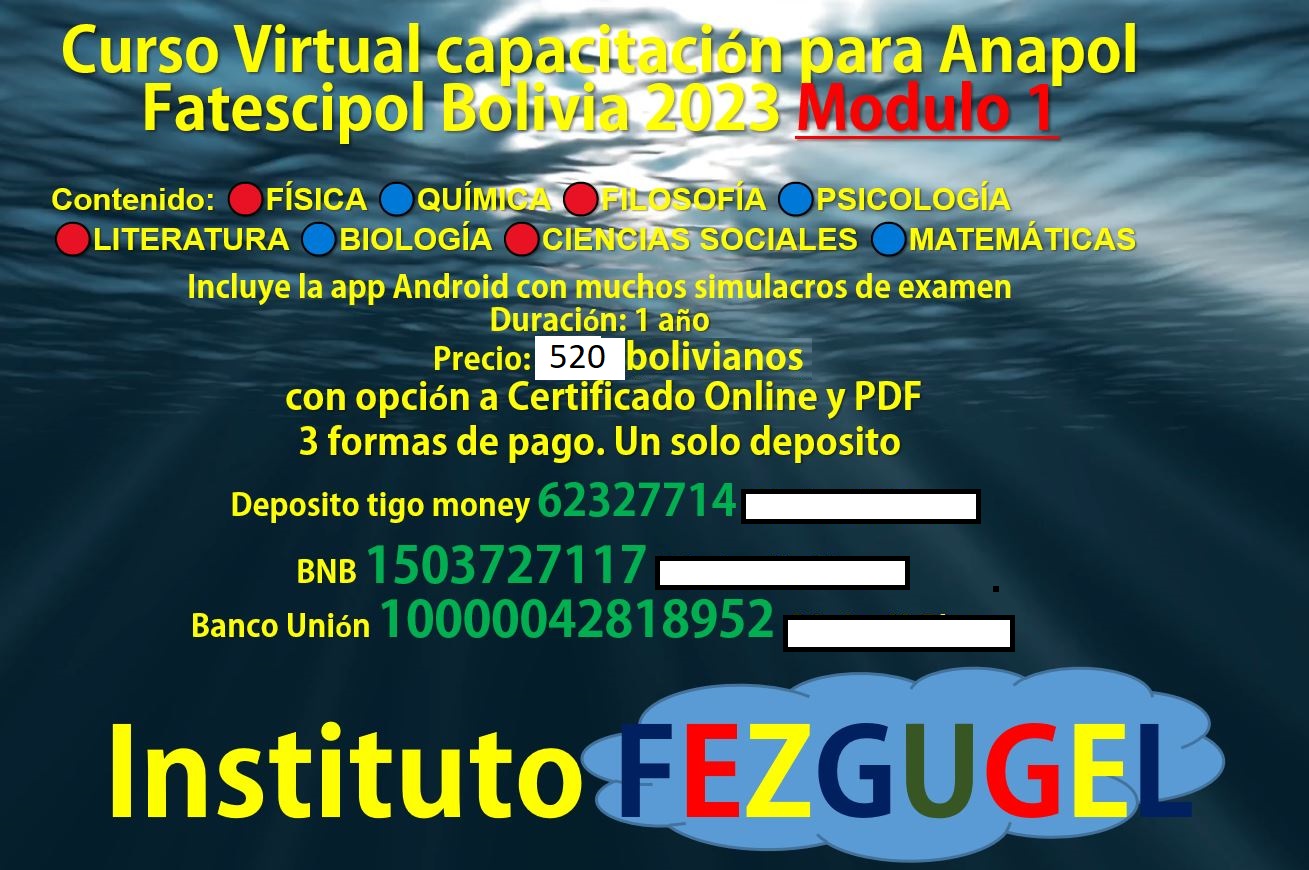 Curso Virtual capacitación para Anapol
Fatescipol Bolivia 2023 Modulo 1
Contenido: FÍSICA QUÍMICA FILOSOFÍA PSICOLOGÍA
LITERATURA BIOLOGÍA CIENCIAS SOCIALES MATEMÁTICAS
Incluye la app Android con muchos simulacros de examen
Duración: 1 año
Precio: 520 bolivianos
con opción a Certificado Online y PDF
3 formas de pago. Un solo deposito
Deposito tigo money 62327714
BNB 1503727117
Banco Unión 10000042818952
Instituto FEZGUGEL